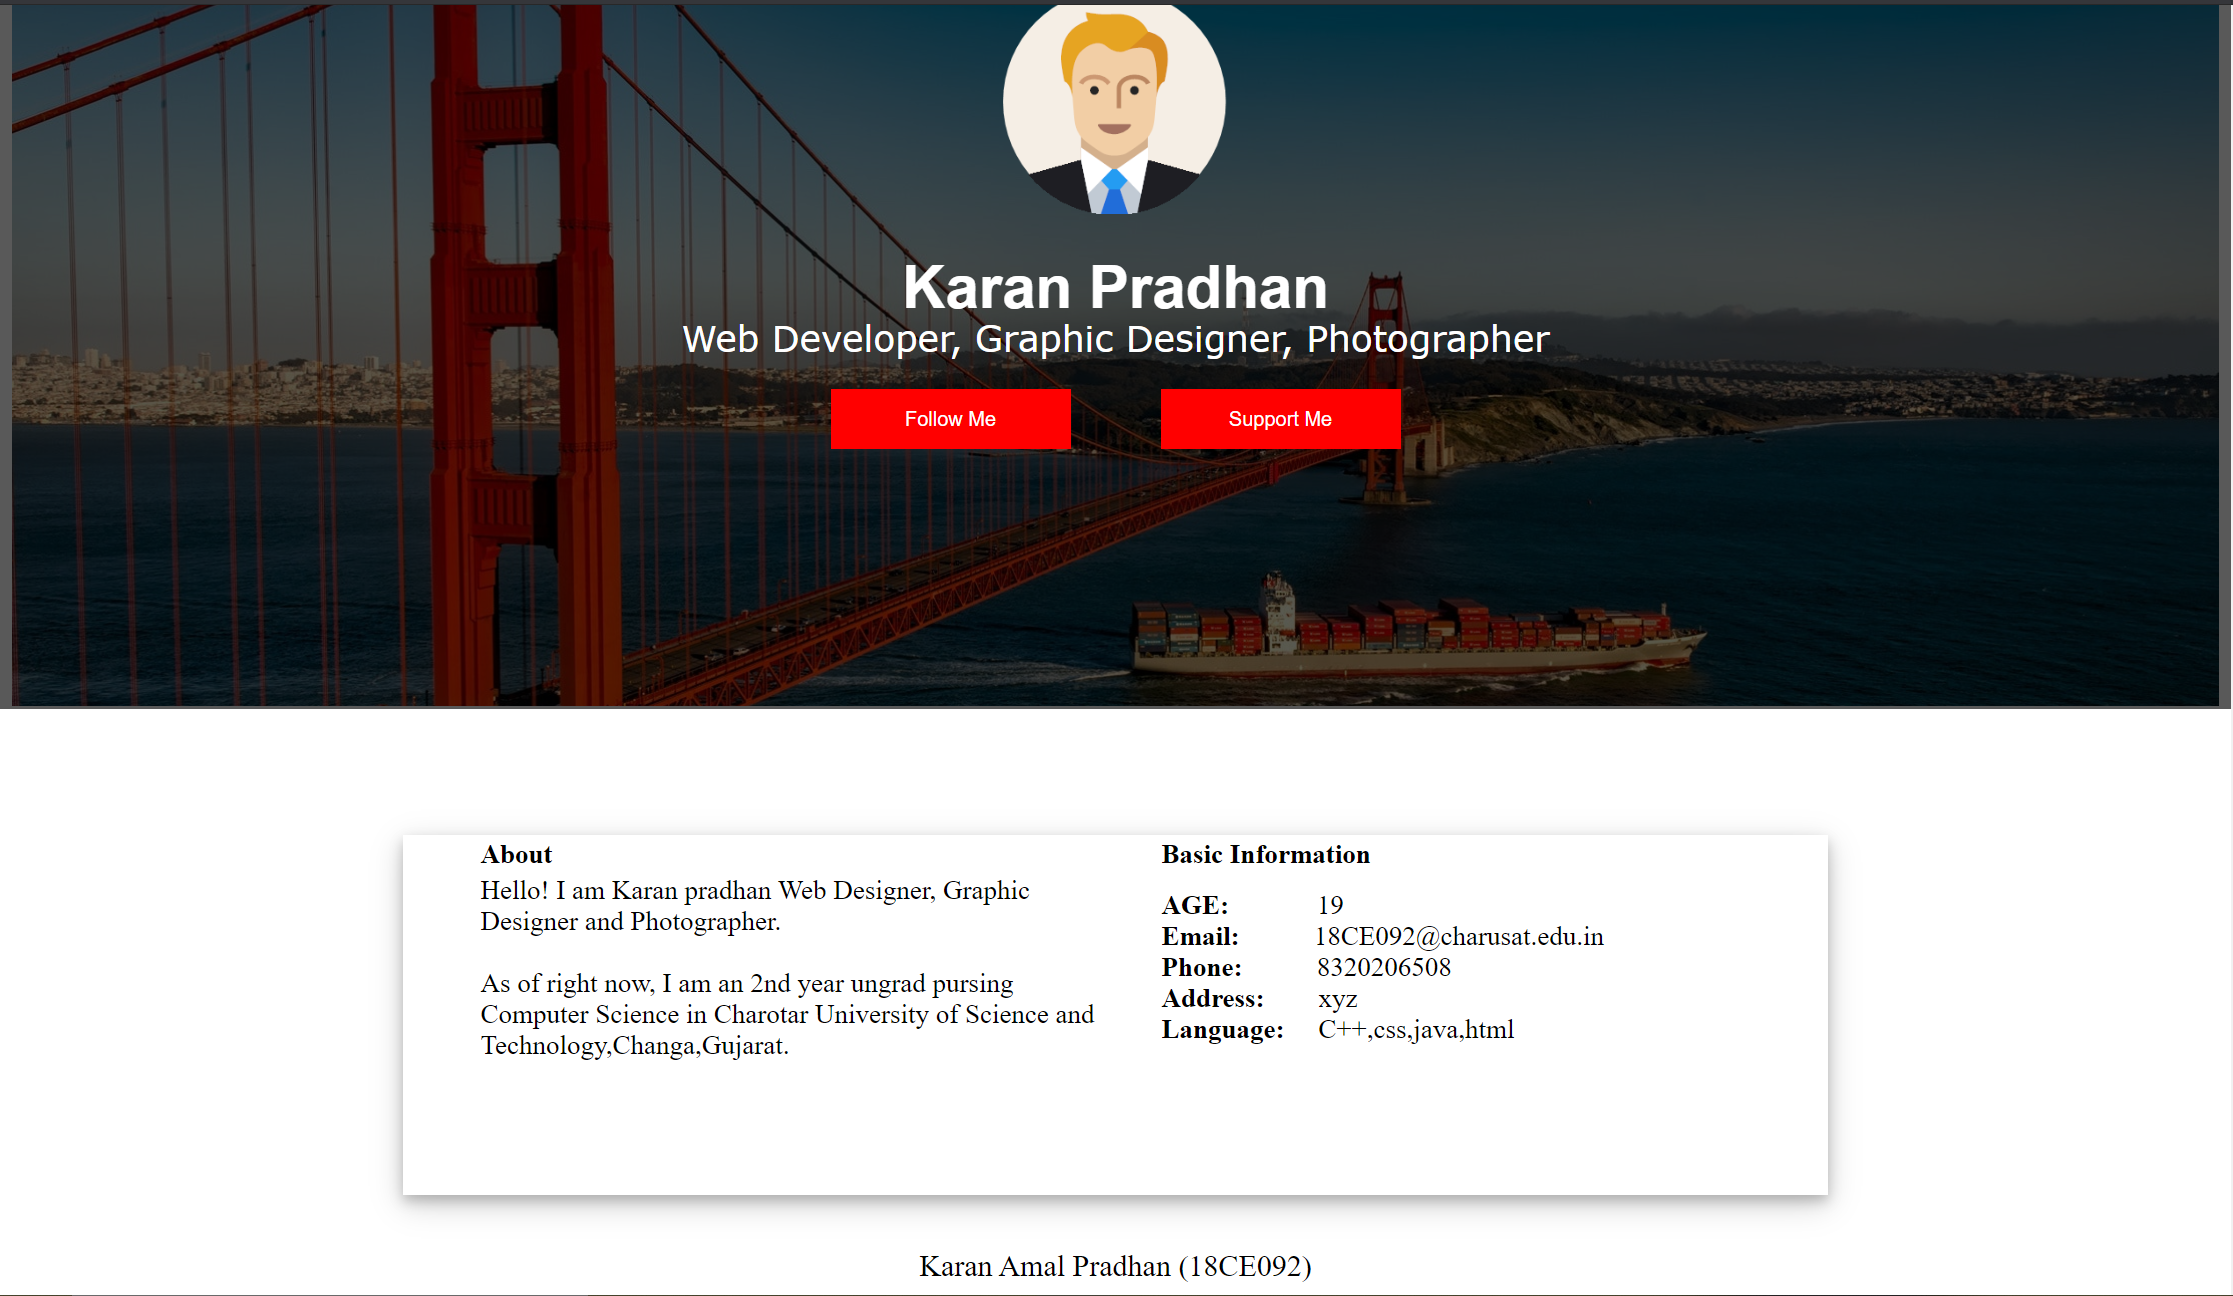 Karan Pradhan
Web Developer, Graphic Designer, Photographer
Follow Me
Support Me
About
Hello! I am Karan pradhan Web Designer, Graphic
Designer and Photographer.
As of right now, I am an 2nd year ungrad pursing
Computer Science in Charotar University of Science and
Technology,Changa,Gujarat.
Basic Information
AGE: 19
Email: 18CE092@charusat.edu.in
Phone: 8320206508
Address: xyz
Language: C++,css,java,html
Karan Amal Pradhan (18CE092)